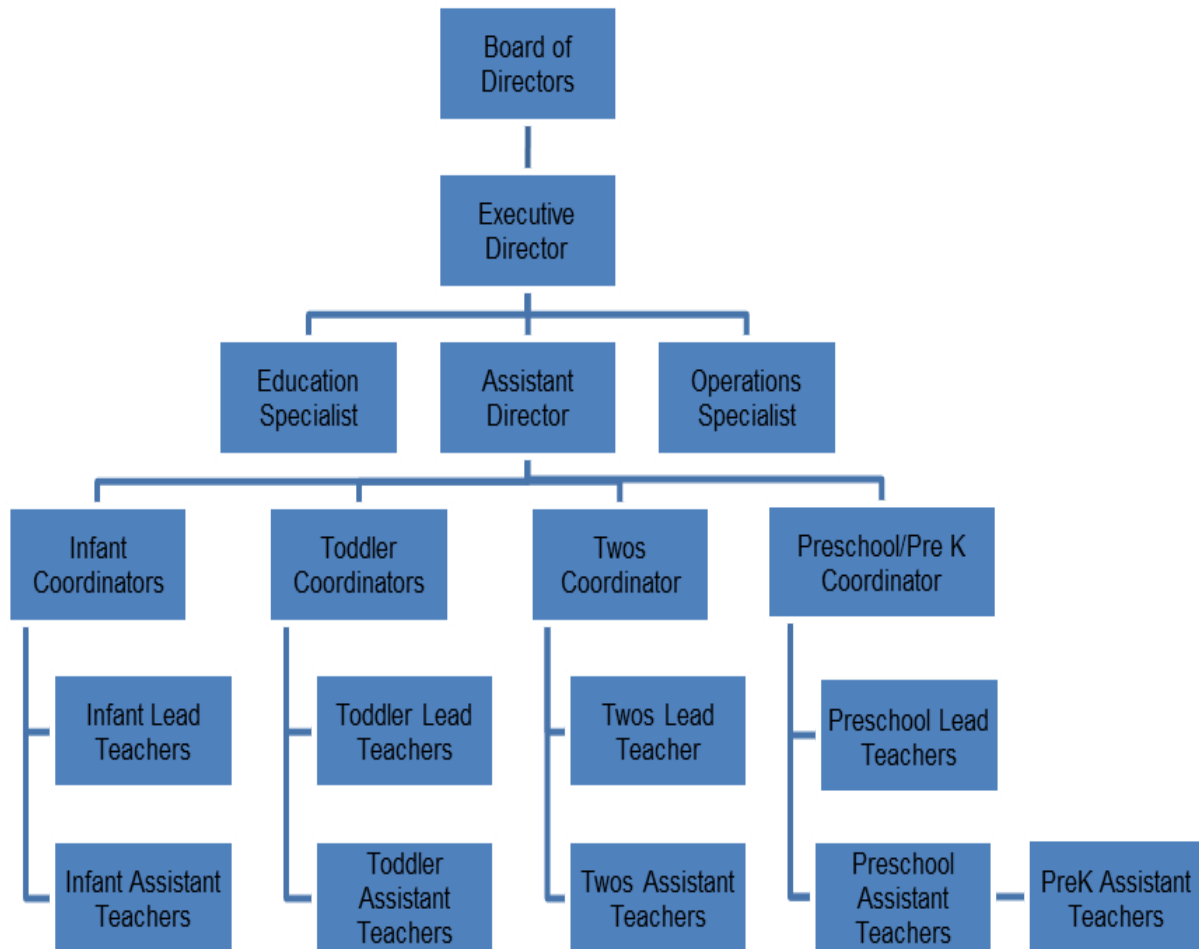 Board of
Directors
Executive
Director
Education
Specialist
Assistant
Director
Operations
Specialist
Infant
Coordinators
Toddler
Coordinators
Twos
Coordinator
Preschool/Pre K
Coordinator
Infant Lead
Teachers
Toddler Lead
Teachers
Twos Lead
Teacher
Preschool Lead
Teachers
Infant Assistant
Teachers
Toddler
Assistant
Teachers
Twos Assistant
Teachers
Preschool
Assistant
Teachers
PreK Assistant
Teachers